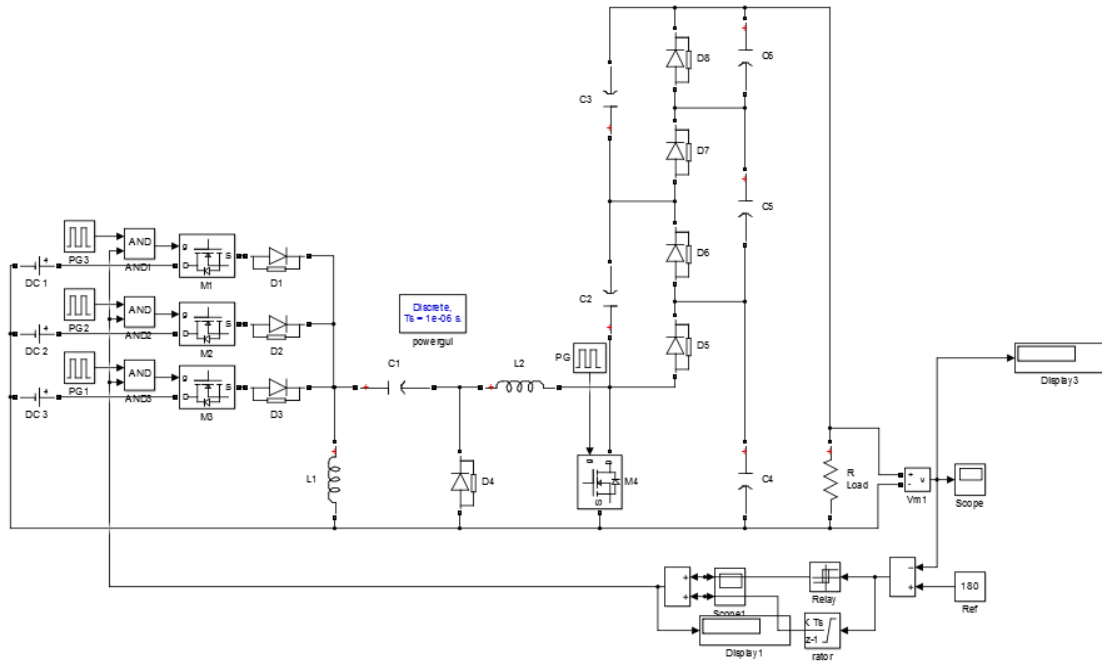 D8
C6
C3
D7
C5
D6
C2
D5
PG3
AND
AND1
g
D
S
M1
D1
DC 1
PG2
AND
AND2
g
D
S
M2
D2
DC 2
PG1
AND
AND3
g
D
S
M3
D3
DC 3
Discrete,
Ts = 1e-06 s.
powergui
C1
L2
PG
L1
D4
g
D
S
M4
C4
R
Load
Vm1
v
Scope
Display3
Relay
Scope1
Display1
K Ts
z-1
rator
180
Ref